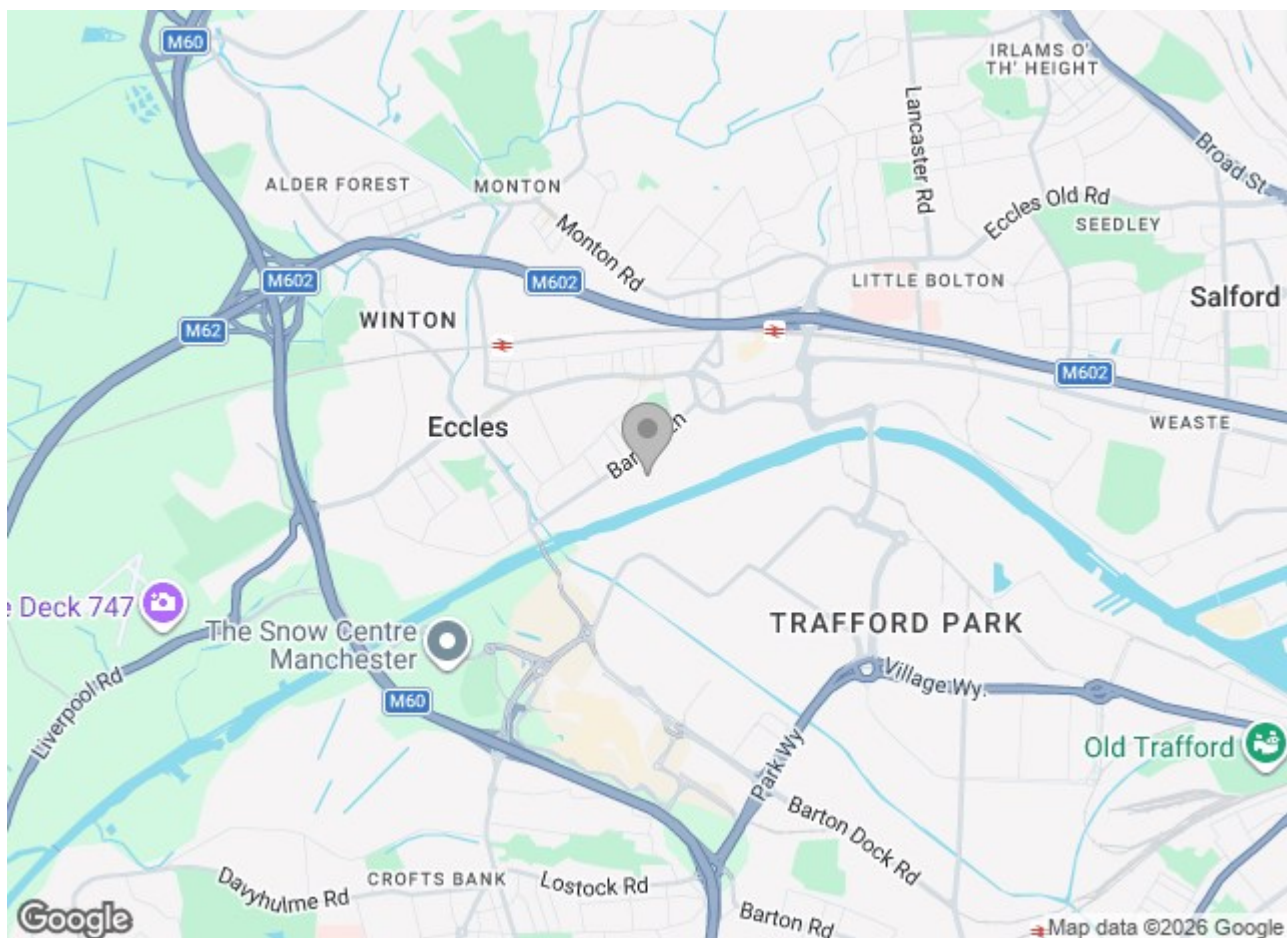 M60
IRLAMS O'
TH' HEIGHT
Lancaster Rd
Broad St
ALDER FOREST
MONTON
Eccles Old Rd
SEEDLEY
Monton Rd
M602
M602
LITTLE BOLTON
Salford
M62
WINTON
M602
WEASTE
Eccles
Deck 747
TRAFFORD PARK
The Snow Centre
Manchester
Village Wy.
M60
Liverpool Rd
Old Trafford
Park Wy
Barton Dock Rd
Davyhulme Rd
CROFTS BANK
Lostock Rd
Barton Rd
Google
Map data ©2026 Google